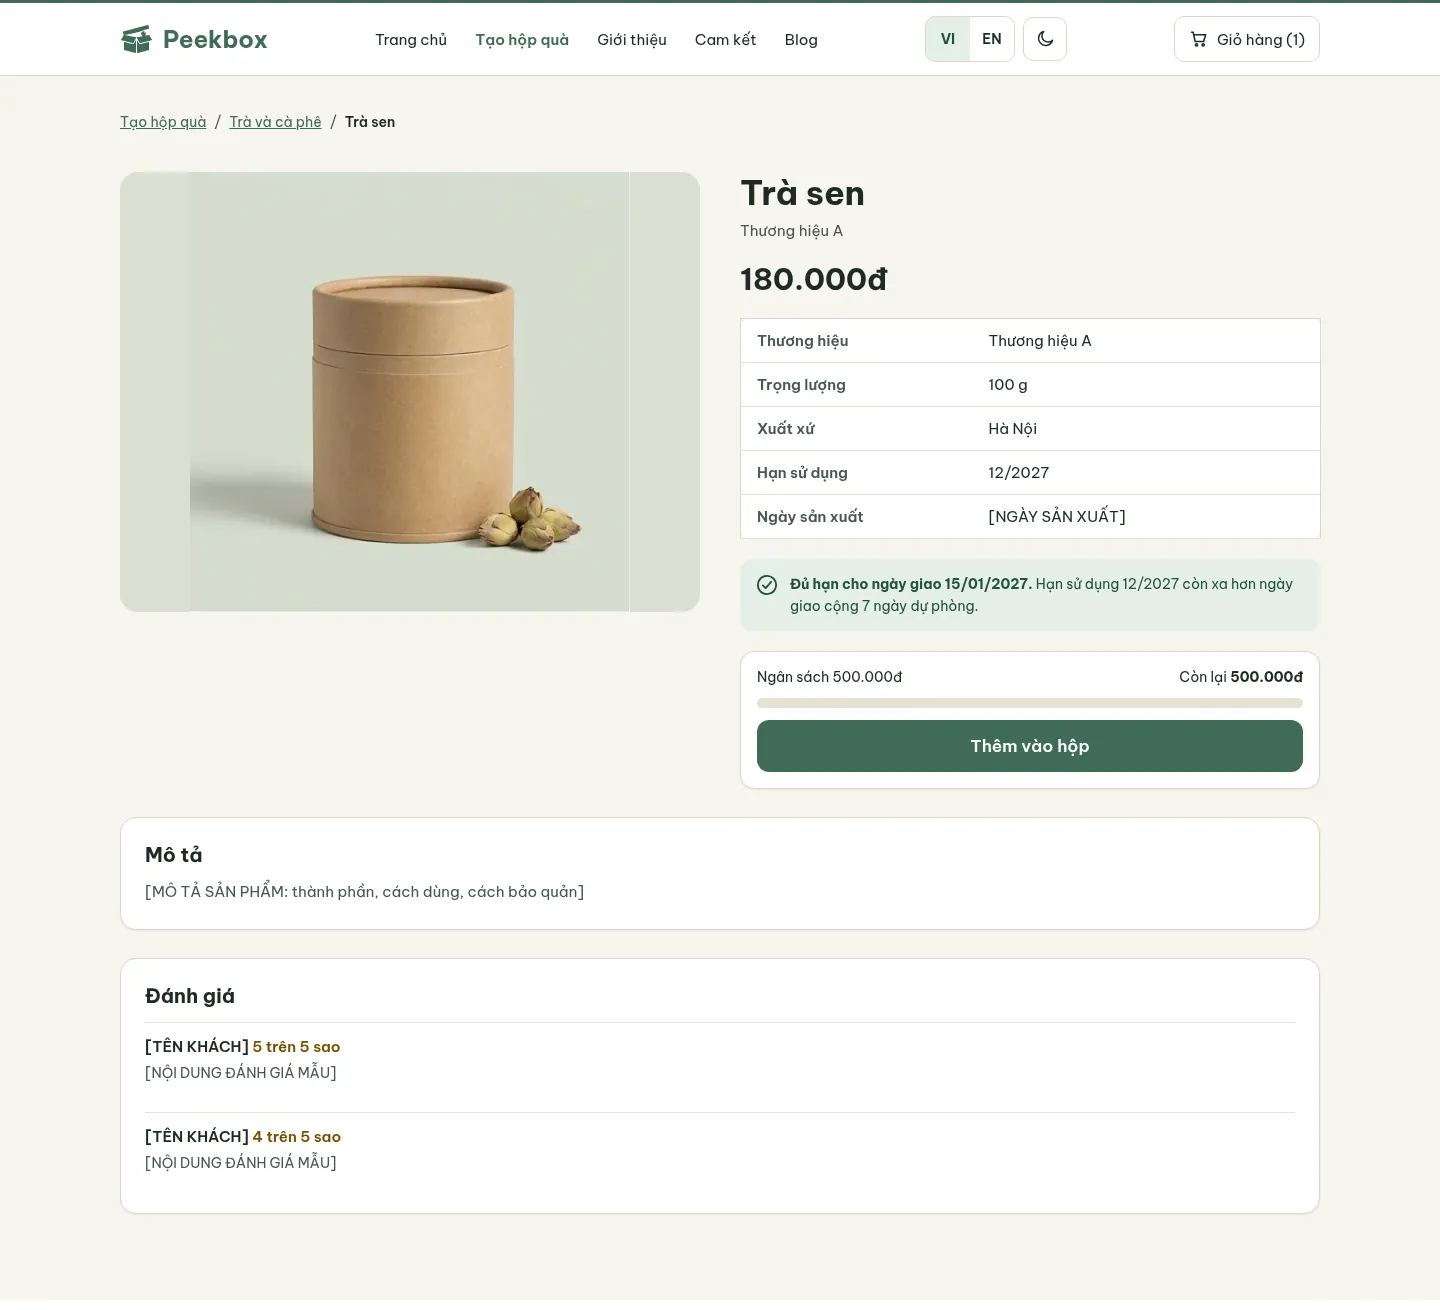 Peekbox
Trang chủ
Tạo hộp quà
Giới thiệu
Cam kết
Blog
VI
EN
Giỏ hàng (1)
Tạo hộp quà / Trà và cà phê / Trà sen
Trà sen
Thương hiệu A
180.000đ
Thương hiệu Thương hiệu A
Trọng lượng 100 g
Xuất xứ Hà Nội
Hạn sử dụng 12/2027
Ngày sản xuất [NGÀY SẢN XUẤT]
Đủ hạn cho ngày giao 15/01/2027. Hạn sử dụng 12/2027 còn xa hơn ngày
giao cộng 7 ngày dự phòng.
Ngân sách 500.000đ Còn lại 500.000đ
Thêm vào hộp
Mô tả
[MÔ TẢ SẢN PHẨM: thành phần, cách dùng, cách bảo quản]
Đánh giá
[TÊN KHÁCH] 5 trên 5 sao
[NỘI DUNG ĐÁNH GIÁ MẪU]
[TÊN KHÁCH] 4 trên 5 sao
[NỘI DUNG ĐÁNH GIÁ MẪU]